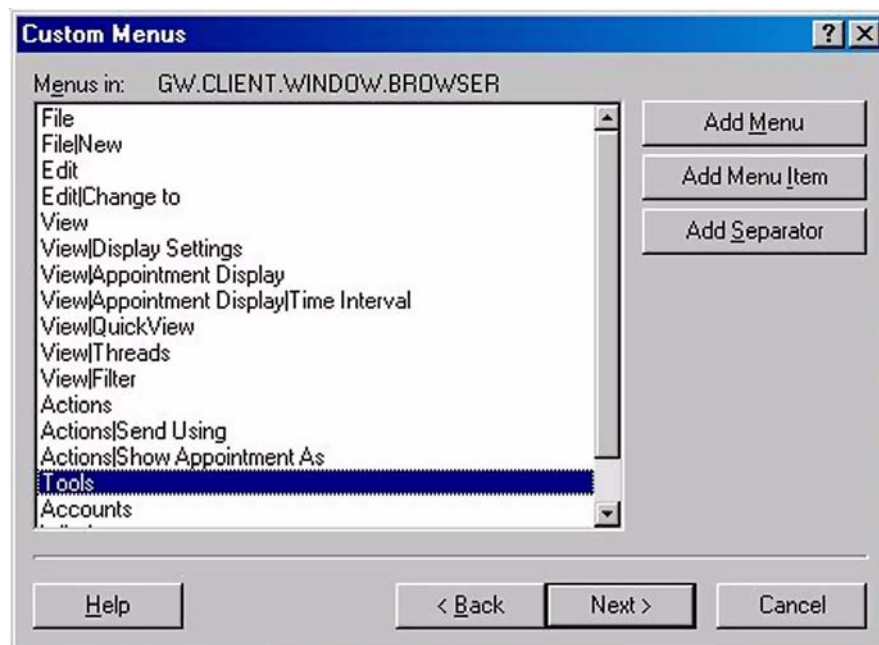 Custom Menus
Menus in: GW.CLIENT.WINDOW.BROWSER
File
File|New
Edit
Edit|Change to
View
View|Display Settings
View|Appointment Display
View|Appointment Display|Time Interval
View|QuickView
View|Threads
View|Filter
Actions
Actions|Send Using
Actions|Show Appointment As
Tools
Accounts
Add Menu
Add Menu Item
Add Separator
Help
< Back
Next >
Cancel